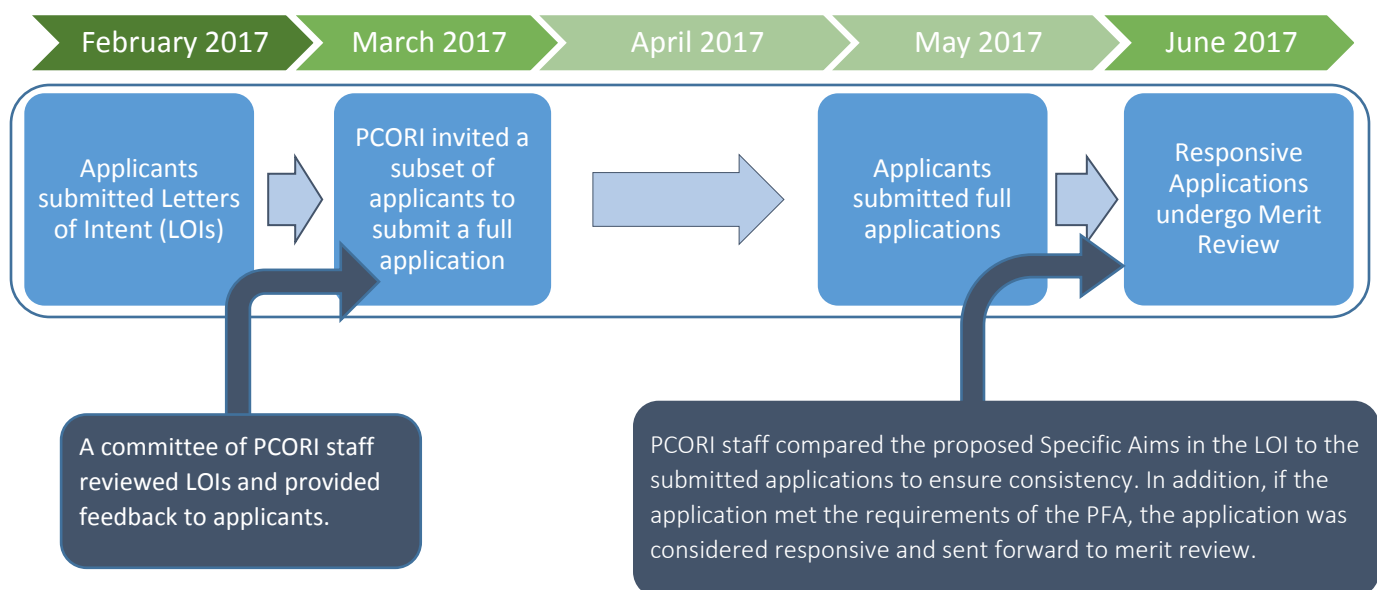 February 2017
March 2017
April 2017
May 2017
June 2017
Applicants
submitted Letters
of Intent (LOIs)
PCORI invited a
subset of
applicants to
submit a full
application
Applicants
submitted full
applications
Responsive
Applications
undergo Merit
Review
A committee of PCORI staff
reviewed LOIs and provided
feedback to applicants.
PCORI staff compared the proposed Specific Aims in the LOI to the
submitted applications to ensure consistency. In addition, if the
application met the requirements of the PFA, the application was
considered responsive and sent forward to merit review.